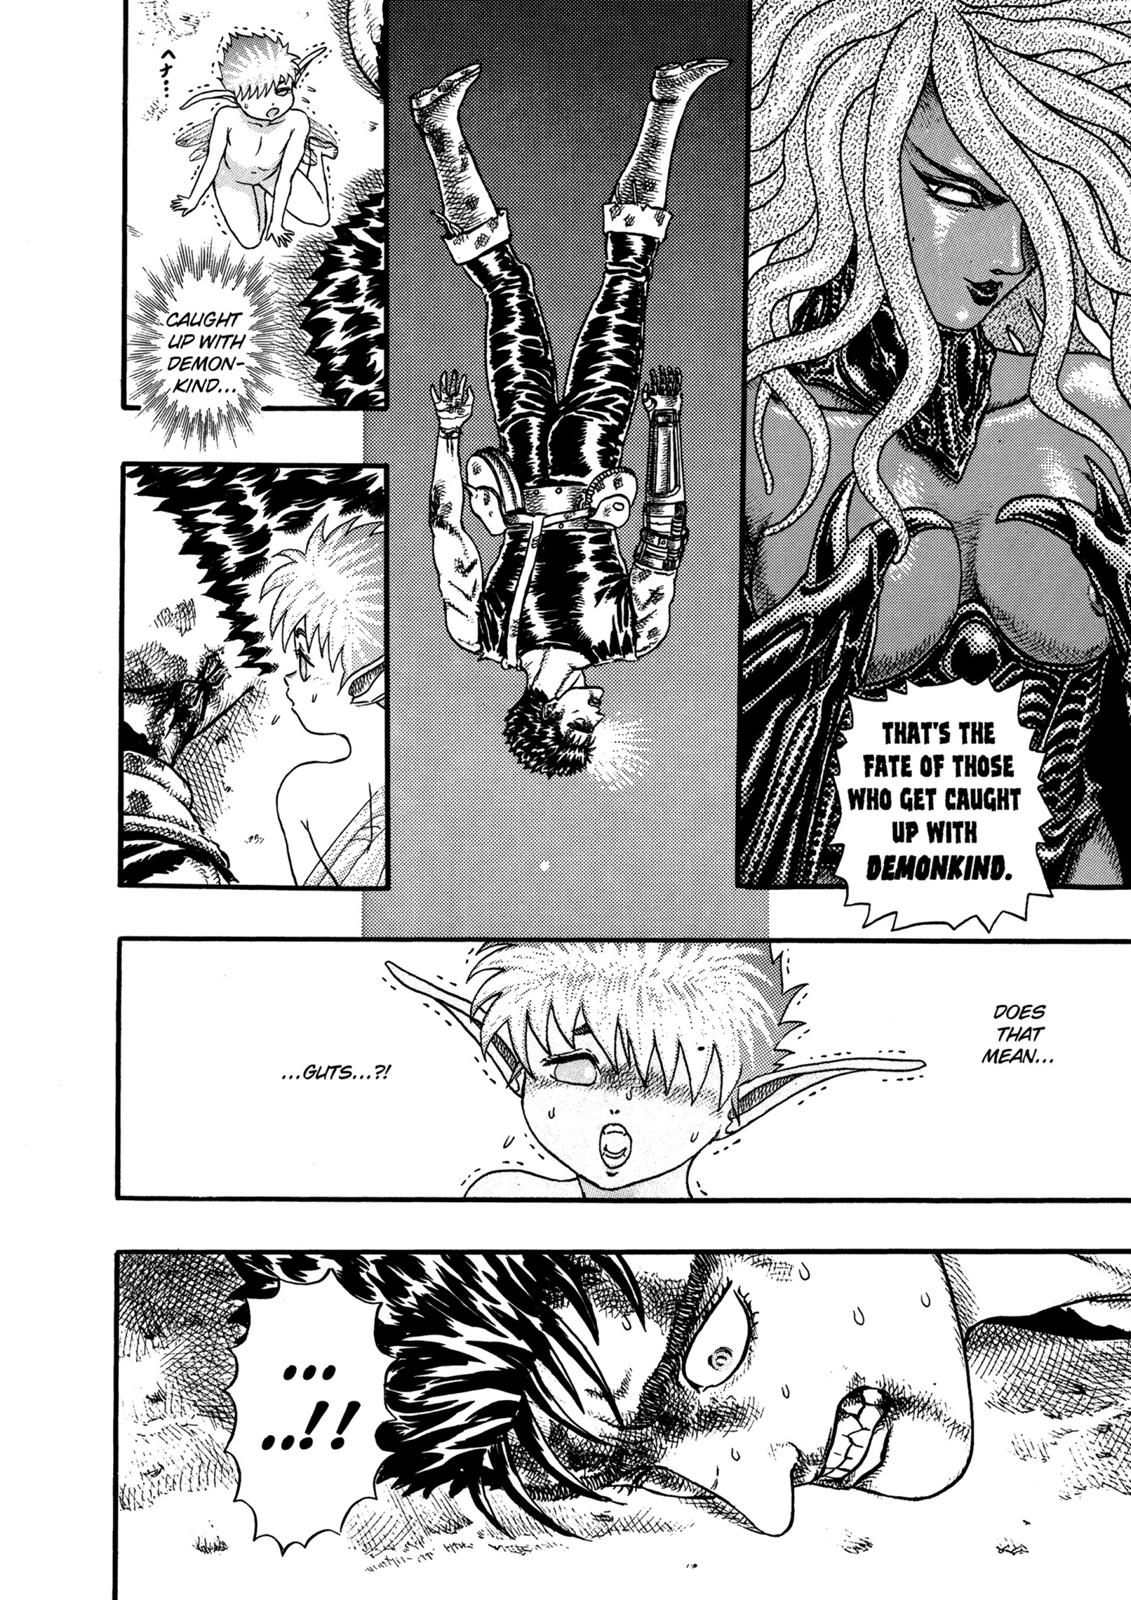 THAT'S THE
FATE OF THOSE
WHO GET CAUGHT
UP WITH
DEMONKIND.
ヘナ…
CAUGHT
UP WITH
DEMON-
KIND...
DOES
THAT
MEAN...
...GUTS...?!
...
..!!